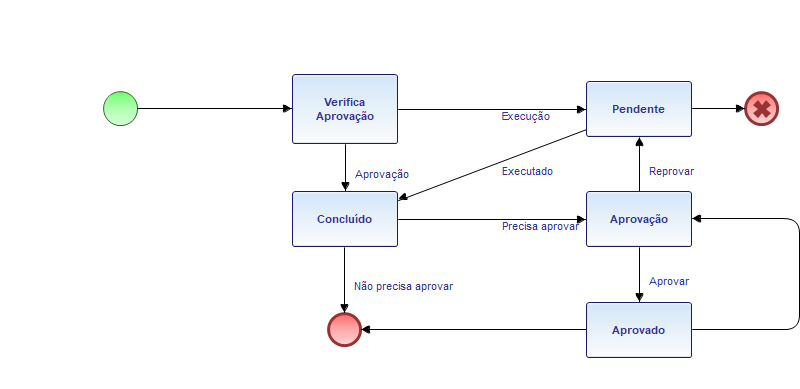 Verifica
Aprovação
Execução
Pendente
Aprovação
Executado
Reprovar
Concluído
Precisa aprovar
Aprovação
Não precisa aprovar
Aprovar
Aprovado